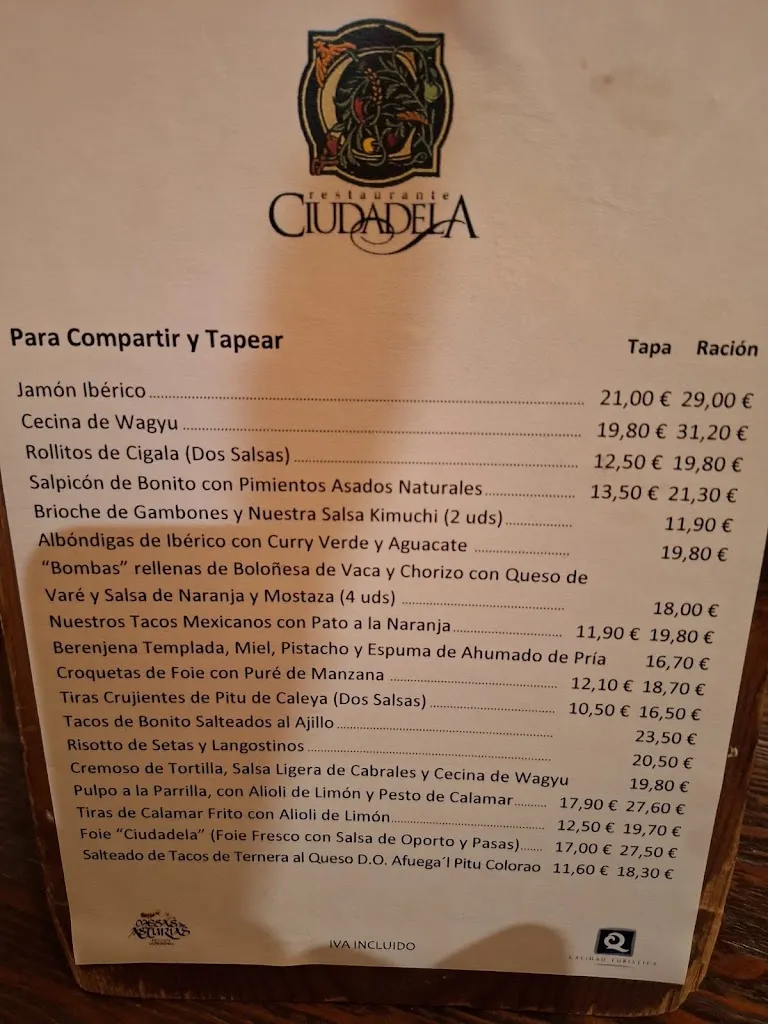 restaurante
CIUDADELA
Para Compartir y Tapear Tapa Ración
Jamón Ibérico 21,00 € 29,00 €
Cecina de Wagyu 19,80 € 31,20 €
Rollitos de Cigala (Dos Salsas) 12,50 € 19,80 €
Salpicón de Bonito con Pimientos Asados Naturales 13,50 € 21,30 €
Brioche de Gambones y Nuestra Salsa Kimuchi (2 uds) 11,90 €
Albóndigas de Ibérico con Curry Verde y Aguacate 19,80 €
“Bombas” rellenas de Boloñesa de Vaca y Chorizo con Queso de
Varé y Salsa de Naranja y Mostaza (4 uds) 18,00 €
Nuestros Tacos Mexicanos con Pato a la Naranja 11,90 € 19,80 €
Berenjena Templada, Miel, Pistacho y Espuma de Ahumado de Pría 16,70 €
Croquetas de Foie con Puré de Manzana 12,10 € 18,70 €
Tiras Crujientes de Pitu de Caleya (Dos Salsas) 10,50 € 16,50 €
Tacos de Bonito Salteados al Ajillo 23,50 €
Risotto de Setas y Langostinos 20,50 €
Cremoso de Tortilla, Salsa Ligera de Cabrales y Cecina de Wagyu 19,80 €
Pulpo a la Parrilla, con Alioli de Limón y Pesto de Calamar 17,90 € 27,60 €
Tiras de Calamar Frito con Alioli de Limón 12,50 € 19,70 €
Foie “Ciudadela” (Foie Fresco con Salsa de Oporto y Pasas) 17,00 € 27,50 €
Salteado de Tacos de Ternera al Queso D.O. Afuega´l Pitu Colorao 11,60 € 18,30 €
ASTURIAS
IVA INCLUIDO
Q
CALIDAD TURÍSTICA